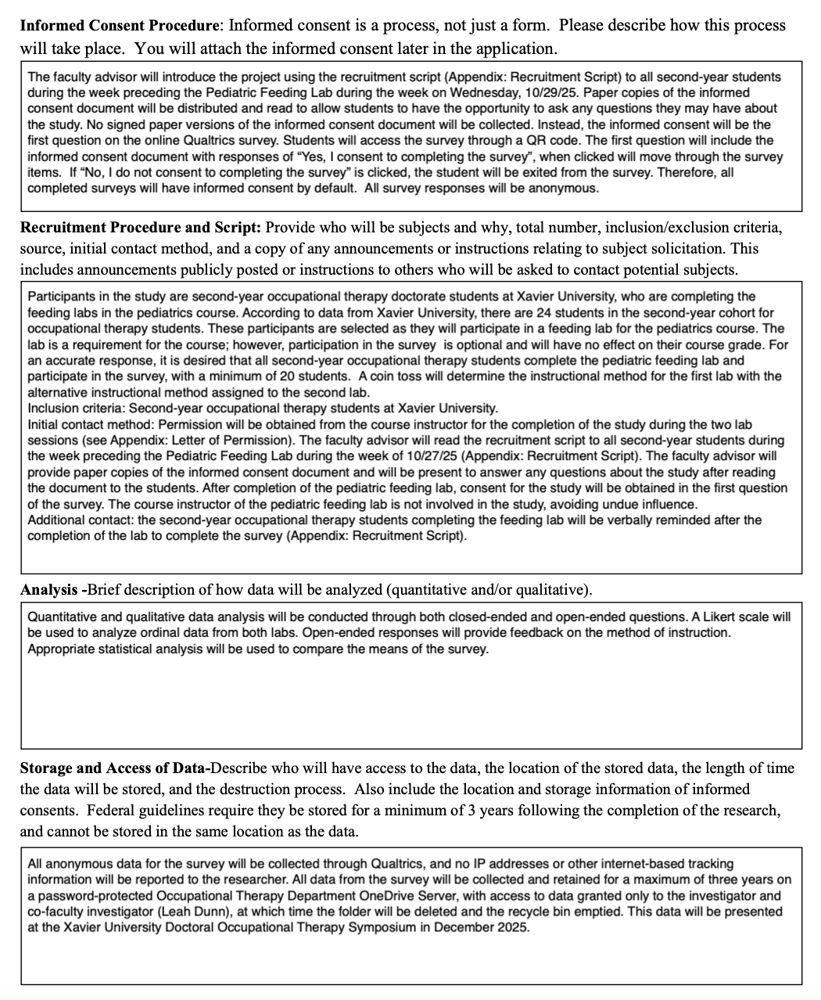 Informed Consent Procedure: Informed consent is a process, not just a form.  Please describe how this process
will take place.  You will attach the informed consent later in the application.
The faculty advisor will introduce the project using the recruitment script (Appendix: Recruitment Script) to all second-year students
during the week preceding the Pediatric Feeding Lab during the week on Wednesday, 10/29/25. Paper copies of the informed
consent document will be distributed and read to allow students to have the opportunity to ask any questions they may have about
the study. No signed paper versions of the informed consent document will be collected. Instead, the informed consent will be the
first question on the online Qualtrics survey. Students will access the survey through a QR code. The first question will include the
informed consent document with responses of “Yes, I consent to completing the survey”, when clicked will move through the survey
items.  If “No, I do not consent to completing the survey” is clicked, the student will be exited from the survey. Therefore, all
completed surveys will have informed consent by default.  All survey responses will be anonymous.
Recruitment Procedure and Script: Provide who will be subjects and why, total number, inclusion/exclusion criteria,
source, initial contact method, and a copy of any announcements or instructions relating to subject solicitation. This
includes announcements publicly posted or instructions to others who will be asked to contact potential subjects.
Participants in the study are second-year occupational therapy doctorate students at Xavier University, who are completing the
feeding labs in the pediatrics course. According to data from Xavier University, there are 24 students in the second-year cohort for
occupational therapy students. These participants are selected as they will participate in a feeding lab for the pediatrics course. The
lab is a requirement for the course; however, participation in the survey  is optional and will have no effect on their course grade. For
an accurate response, it is desired that all second-year occupational therapy students complete the pediatric feeding lab and
participate in the survey, with a minimum of 20 students.  A coin toss will determine the instructional method for the first lab with the
alternative instructional method assigned to the second lab.
Inclusion criteria: Second-year occupational therapy students at Xavier University.
Initial contact method: Permission will be obtained from the course instructor for the completion of the study during the two lab
sessions (see Appendix: Letter of Permission). The faculty advisor will read the recruitment script to all second-year students during
the week preceding the Pediatric Feeding Lab during the week of 10/27/25 (Appendix: Recruitment Script). The faculty advisor will
provide paper copies of the informed consent document and will be present to answer any questions about the study after reading
the document to the students. After completion of the pediatric feeding lab, consent for the study will be obtained in the first question
of the survey. The course instructor of the pediatric feeding lab is not involved in the study, avoiding undue influence.
Additional contact: the second-year occupational therapy students completing the feeding lab will be verbally reminded after the
completion of the lab to complete the survey (Appendix: Recruitment Script).
Analysis -Brief description of how data will be analyzed (quantitative and/or qualitative).
Quantitative and qualitative data analysis will be conducted through both closed-ended and open-ended questions. A Likert scale will
be used to analyze ordinal data from both labs. Open-ended responses will provide feedback on the method of instruction.
Appropriate statistical analysis will be used to compare the means of the survey.
Storage and Access of Data-Describe who will have access to the data, the location of the stored data, the length of time
the data will be stored, and the destruction process.  Also include the location and storage information of informed
consents.  Federal guidelines require they be stored for a minimum of 3 years following the completion of the research,
and cannot be stored in the same location as the data.
All anonymous data for the survey will be collected through Qualtrics, and no IP addresses or other internet-based tracking
information will be reported to the researcher. All data from the survey will be collected and retained for a maximum of three years on
a password-protected Occupational Therapy Department OneDrive Server, with access to data granted only to the investigator and
co-faculty investigator (Leah Dunn), at which time the folder will be deleted and the recycle bin emptied. This data will be presented
at the Xavier University Doctoral Occupational Therapy Symposium in December 2025.